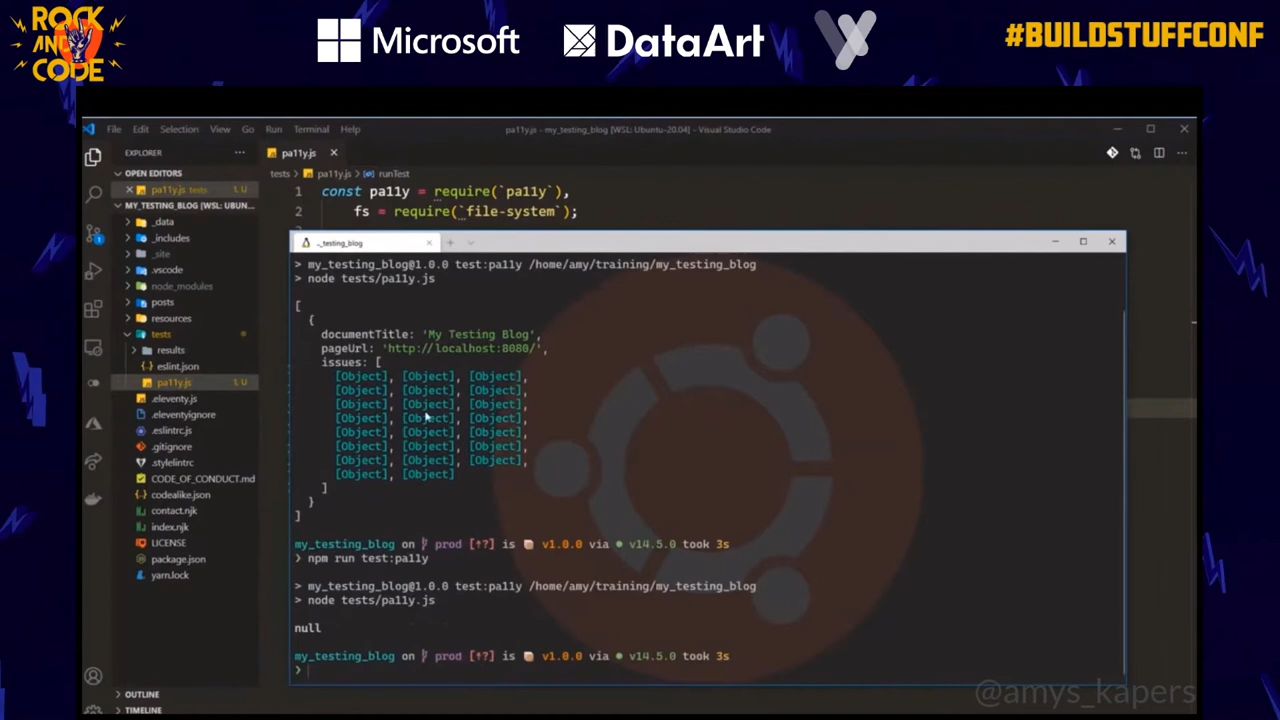 ROCK
AND
CODE
Microsoft
DataArt
#BUILDSTUFFCONF
File Edit Selection View Go Run Terminal Help
pa11y.js - my_testing_blog [WSL: Ubuntu-20.04] - Visual Studio Code
EXPLORER
pa11y.js
OPEN EDITORS
tests > pa11y.js > runTest
pa11y.js tests 1, U
1 const pa11y = require(`pa11y`),
MY_TESTING_BLOG [WSL: UBUN...
2 fs = require(`file-system`);
_data
_includes
_site
.vscode
node_modules
posts
resources
tests
results
eslint.json
pa11y.js 1, U
.eleventy.js
.eleventyignore
.eslintrc.js
.gitignore
.stylelintrc
CODE_OF_CONDUCT.md
codealike.json
contact.njk
index.njk
LICENSE
package.json
yarn.lock
OUTLINE
TIMELINE
.._testing_blog
> my_testing_blog@1.0.0 test:pa11y /home/amy/training/my_testing_blog
> node tests/pa11y.js
[
{
documentTitle: 'My Testing Blog',
pageUrl: 'http://localhost:8080/',
issues: [
[Object], [Object], [Object],
[Object], [Object], [Object],
[Object], [Object], [Object],
[Object], [Object], [Object],
[Object], [Object], [Object],
[Object], [Object], [Object],
[Object], [Object], [Object],
[Object], [Object]
]
}
]
my_testing_blog on prod [↑?] is v1.0.0 via v14.5.0 took 3s
❯ npm run test:pa11y
> my_testing_blog@1.0.0 test:pa11y /home/amy/training/my_testing_blog
> node tests/pa11y.js
null
my_testing_blog on prod [↑?] is v1.0.0 via v14.5.0 took 3s
❯
@amys_kapers